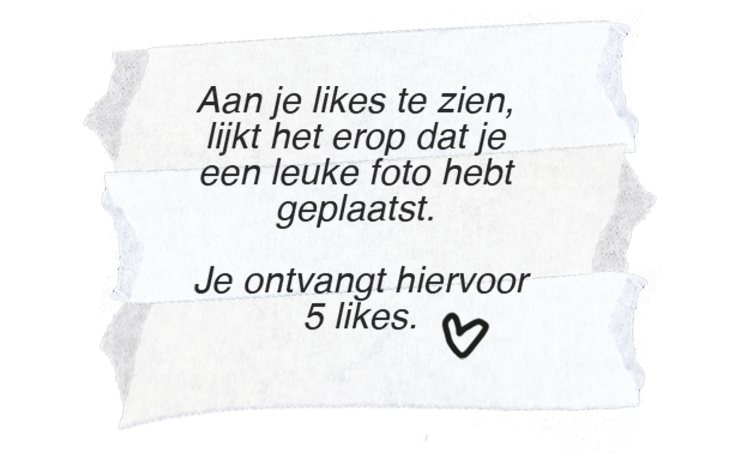 Aan je likes te zien,
lijkt het erop dat je
een leuke foto hebt
geplaatst.
Je ontvangt hiervoor
5 likes.